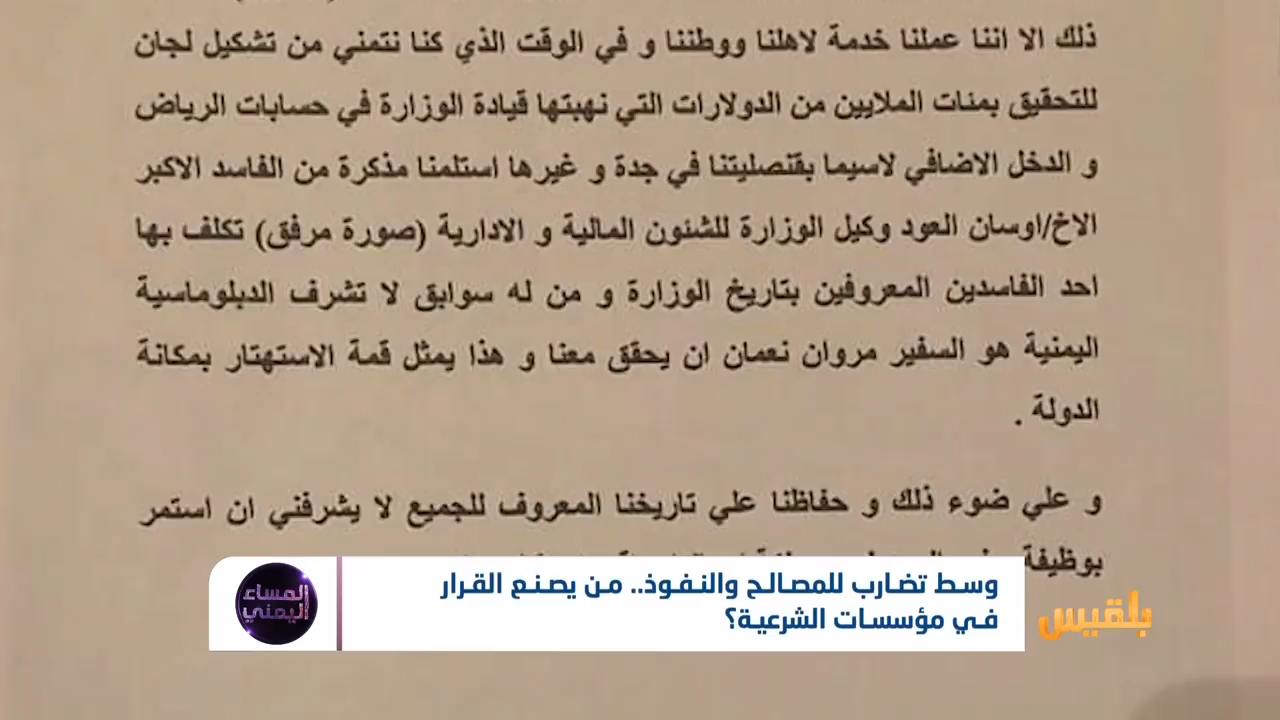 ذلك الا اننا عملنا خدمة لاهلنا ووطننا و في الوقت الذي كنا نتمني من تشكيل لجان
للتحقيق بمئات الملايين من الدولارات التي نهبتها قيادة الوزارة في حسابات الرياض
و الدخل الاضافي لاسيما بقنصليتنا في جدة و غيرها استلمنا مذكرة من الفاسد الاكبر
الاخ/اوسان العود وكيل الوزارة للشئون المالية و الادارية (صورة مرفق) تكلف بها
احد الفاسدين المعروفين بتاريخ الوزارة و من له سوابق لا تشرف الدبلوماسية
اليمنية هو السفير مروان نعمان ان يحقق معنا و هذا يمثل قمة الاستهتار بمكانة
الدولة .
و علي ضوء ذلك و حفاظنا علي تاريخنا المعروف للجميع لا يشرفني ان استمر
بوظيفة
وسط تضارب للمصالح والنفوذ.. من يصنع القرار
في مؤسسات الشرعية؟
المساء
اليمني
بلقيس